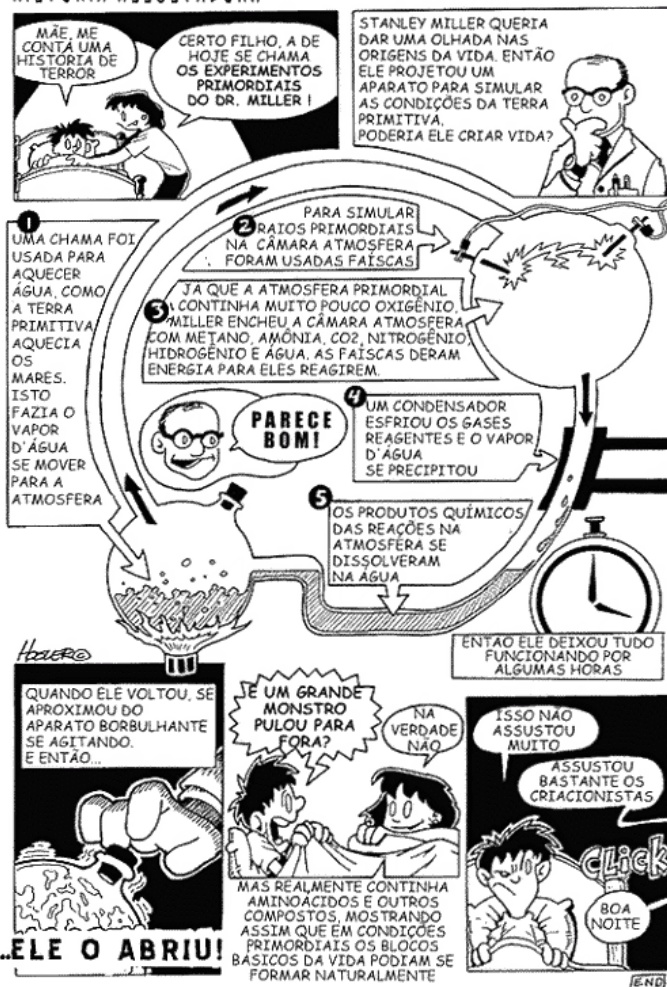 MÃE, ME
CONTA UMA
HISTÓRIA DE
TERROR
CERTO FILHO, A DE
HOJE SE CHAMA
OS EXPERIMENTOS
PRIMORDIAIS
DO DR. MILLER !
STANLEY MILLER QUERIA
DAR UMA OLHADA NAS
ORIGENS DA VIDA. ENTÃO
ELE PROJETOU UM
APARATO PARA SIMULAR
AS CONDIÇÕES DA TERRA
PRIMITIVA.
PODERIA ELE CRIAR VIDA?
1
UMA CHAMA FOI
USADA PARA
AQUECER
ÁGUA, COMO
A TERRA
PRIMITIVA
AQUECIA
OS
MARES.
ISTO
FAZIA O
VAPOR
D'ÁGUA
SE MOVER
PARA A
ATMOSFERA
2
PARA SIMULAR
RAIOS PRIMORDIAIS
NA CÂMARA ATMOSFERA
FORAM USADAS FAÍSCAS
3
JA QUE A ATMOSFERA PRIMORDIAL
CONTINHA MUITO POUCO OXIGÊNIO,
MILLER ENCHEU A CÂMARA ATMOSFERA
COM METANO, AMÔNIA, CO2, NITROGÊNIO,
HIDROGÊNIO E ÁGUA. AS FAÍSCAS DERAM
ENERGIA PARA ELES REAGIREM.
PARECE
BOM!
4
UM CONDENSADOR
ESFRIOU OS GASES
REAGENTES E O VAPOR
D'ÁGUA
SE PRECIPITOU
5
OS PRODUTOS QUÍMICOS
DAS REAÇÕES NA
ATMOSFERA SE
DISSOLVERAM
NA ÁGUA
ENTAO ELE DEIXOU TUDO
FUNCIONANDO POR
ALGUMAS HORAS
QUANDO ELE VOLTOU, SE
APROXIMOU DO
APARATO BORBULHANTE
SE AGITANDO.
E ENTÃO...
..ELE O ABRIU!
E UM GRANDE
MONSTRO
PULOU PARA
FORA?
NA
VERDADE
NÃO
MAS REALMENTE CONTINHA
AMINOACIDOS E OUTROS
COMPOSTOS, MOSTRANDO
ASSIM QUE EM CONDIÇÕES
PRIMORDIAIS OS BLOCOS
BÁSICOS DA VIDA PODIAM SE
FORMAR NATURALMENTE
ISSO NÃO
ASSUSTOU
MUITO
ASSUSTOU
BASTANTE OS
CRIACIONISTAS
CLICK
BOA
NOITE
END